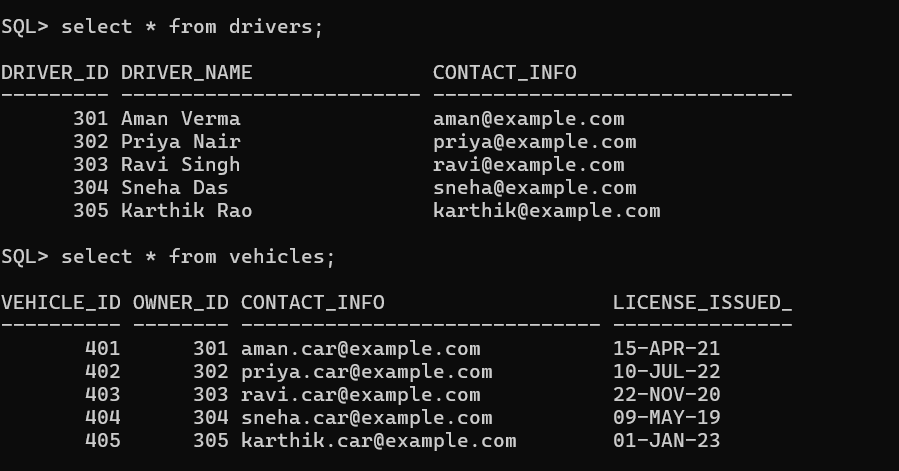 SQL> select * from drivers;
DRIVER_ID DRIVER_NAME               CONTACT_INFO
--------- ------------------------- ------------------------------
      301 Aman Verma                aman@example.com
      302 Priya Nair                priya@example.com
      303 Ravi Singh                ravi@example.com
      304 Sneha Das                 sneha@example.com
      305 Karthik Rao               karthik@example.com
SQL> select * from vehicles;
VEHICLE_ID OWNER_ID CONTACT_INFO                   LICENSE_ISSUED_
---------- -------- ------------------------------ ---------------
       401      301 aman.car@example.com           15-APR-21
       402      302 priya.car@example.com          10-JUL-22
       403      303 ravi.car@example.com           22-NOV-20
       404      304 sneha.car@example.com          09-MAY-19
       405      305 karthik.car@example.com        01-JAN-23